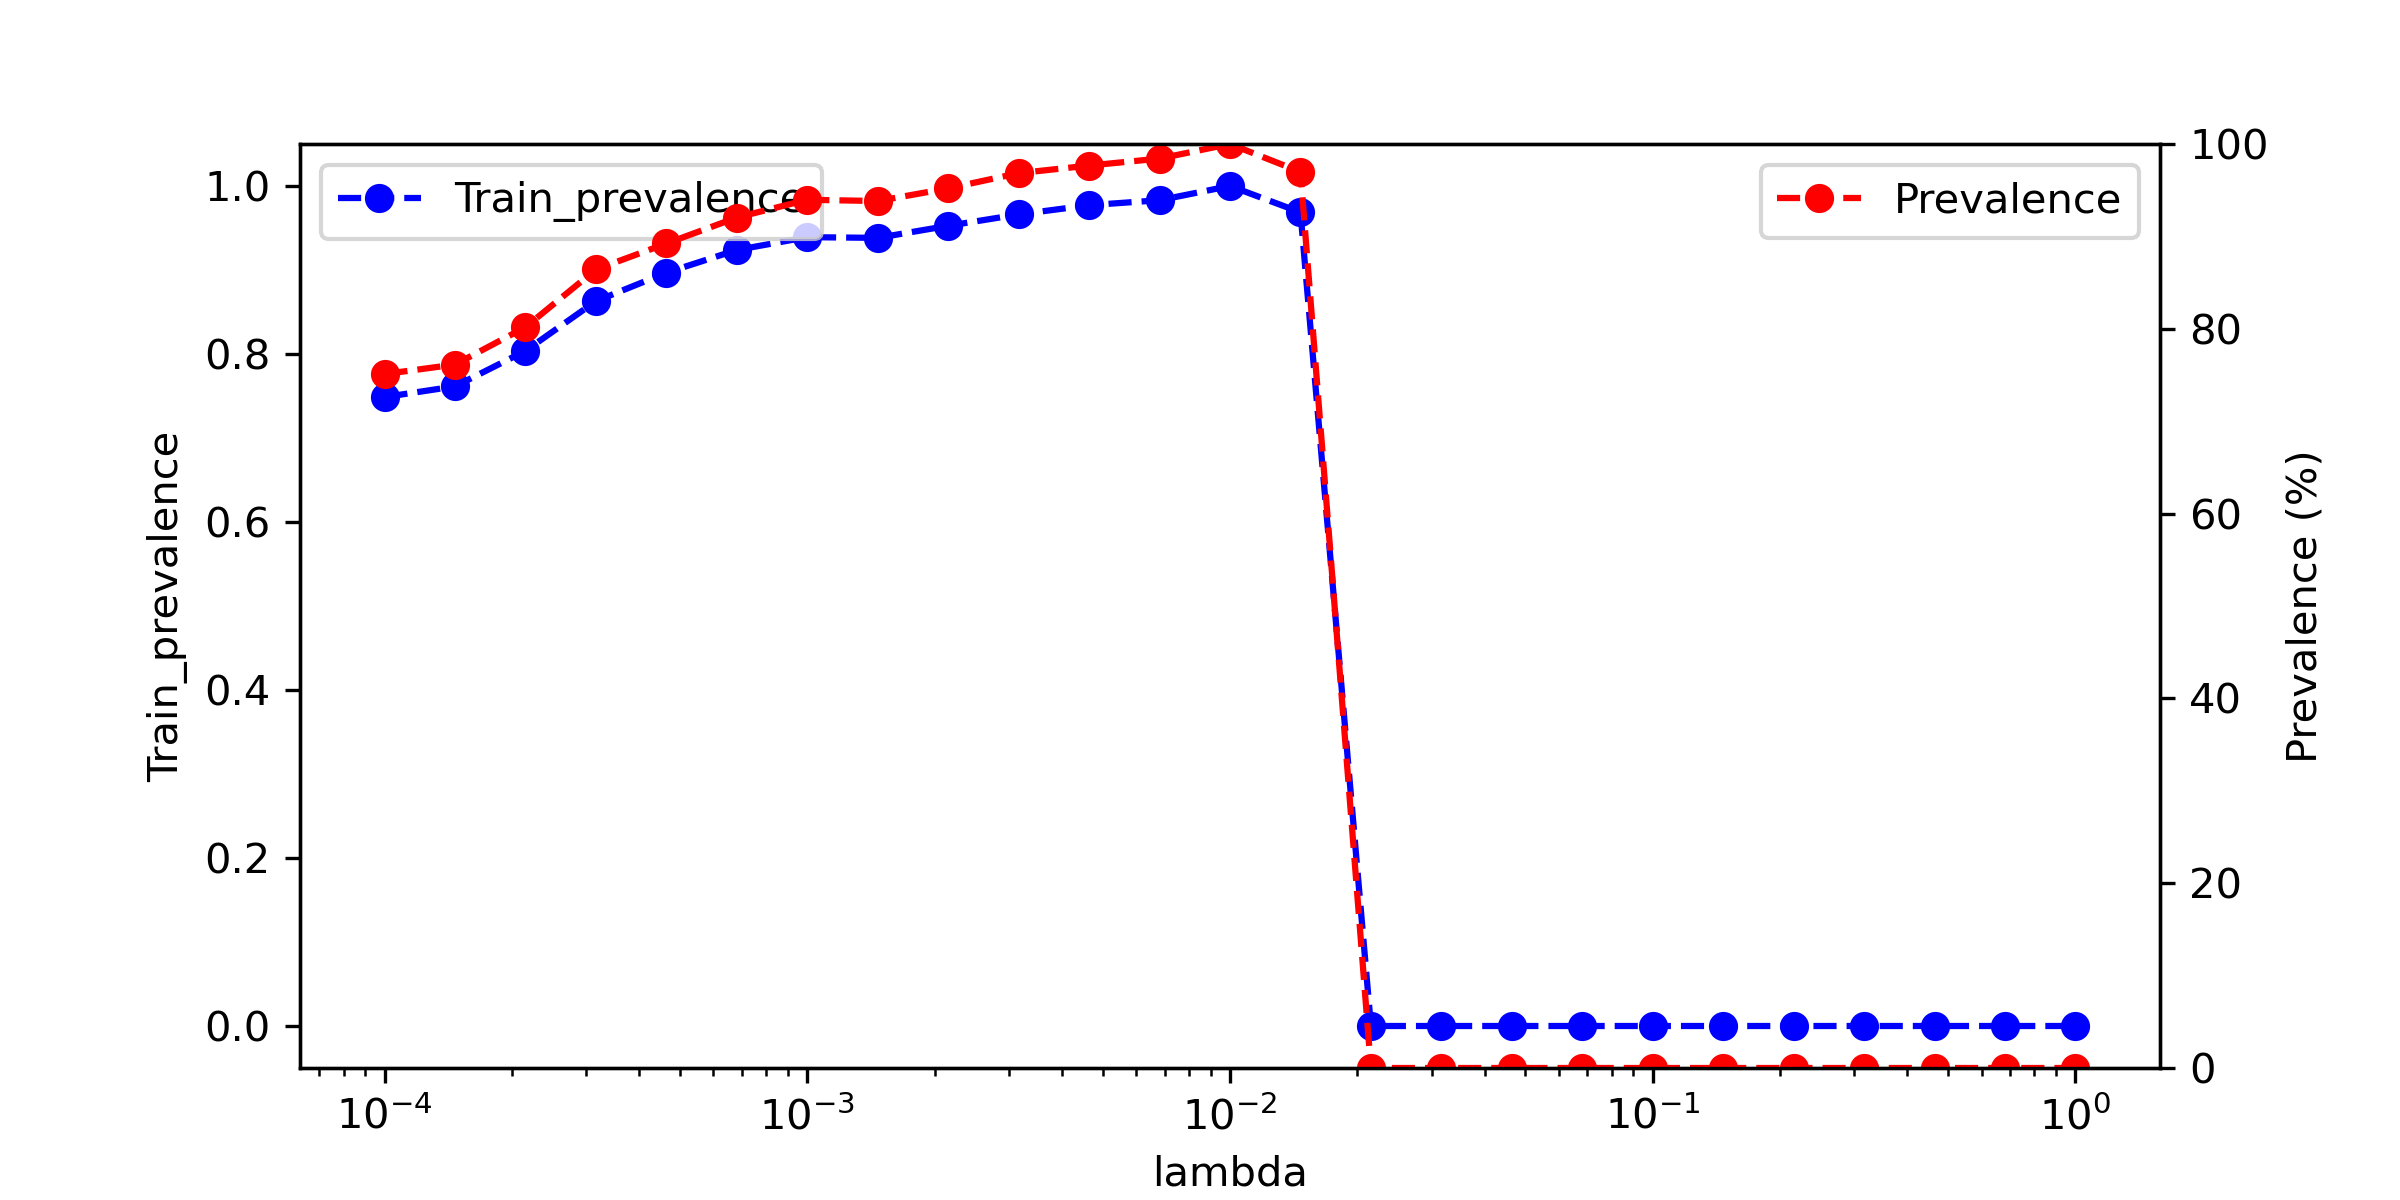 Train_prevalence
Prevalence
1.0
0.8
0.6
0.4
0.2
0.0
Train_prevalence
100
80
60
40
20
0
Prevalence (%)
10⁻⁴ 10⁻³ 10⁻² 10⁻¹ 10⁰
lambda